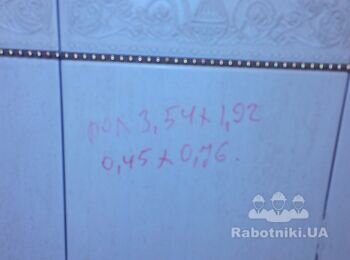 пол 3,54 x 1,92
0,45 x 0,76.
Rabotniki.UA